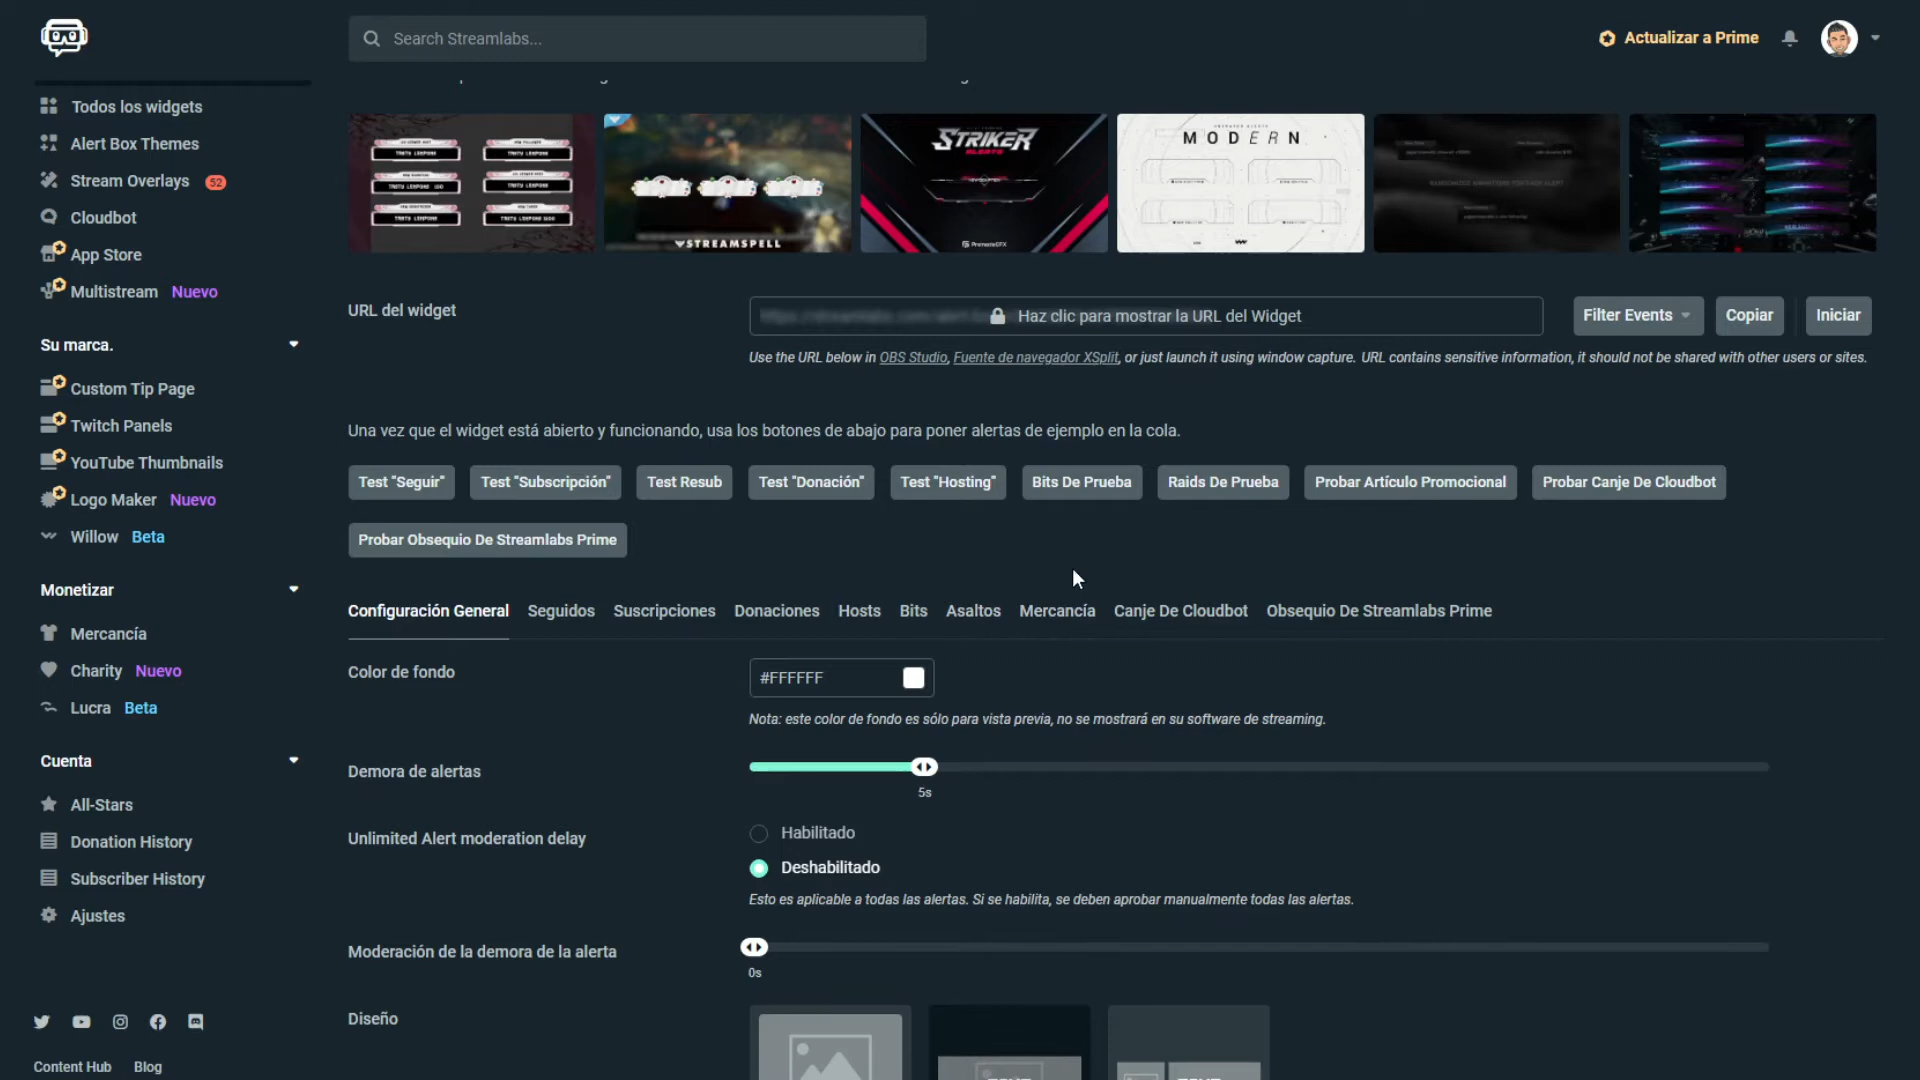 Search Streamlabs...
Actualizar a Prime
Todos los widgets
Alert Box Themes
Stream Overlays 52
Cloudbot
App Store
Multistream Nuevo
Su marca.
Custom Tip Page
Twitch Panels
YouTube Thumbnails
Logo Maker Nuevo
Willow Beta
Monetizar
Mercancía
Charity Nuevo
Lucra Beta
Cuenta
All-Stars
Donation History
Subscriber History
Ajustes
Content Hub Blog
STREAMSPELL
STRIKER
ALERTS
MODERN
URL del widget
Haz clic para mostrar la URL del Widget
Filter Events
Copiar
Iniciar
Use the URL below in OBS Studio, Fuente de navegador XSplit, or just launch it using window capture. URL contains sensitive information, it should not be shared with other users or sites.
Una vez que el widget está abierto y funcionando, usa los botones de abajo para poner alertas de ejemplo en la cola.
Test "Seguir" Test "Subscripción" Test Resub Test "Donación" Test "Hosting" Bits De Prueba Raids De Prueba Probar Artículo Promocional Probar Canje De Cloudbot
Probar Obsequio De Streamlabs Prime
Configuración General Seguidos Suscripciones Donaciones Hosts Bits Asaltos Mercancía Canje De Cloudbot Obsequio De Streamlabs Prime
Color de fondo
#FFFFFF
Nota: este color de fondo es sólo para vista previa, no se mostrará en su software de streaming.
Demora de alertas
5s
Unlimited Alert moderation delay
Habilitado
Deshabilitado
Esto es aplicable a todas las alertas. Si se habilita, se deben aprobar manualmente todas las alertas.
Moderación de la demora de la alerta
0s
Diseño